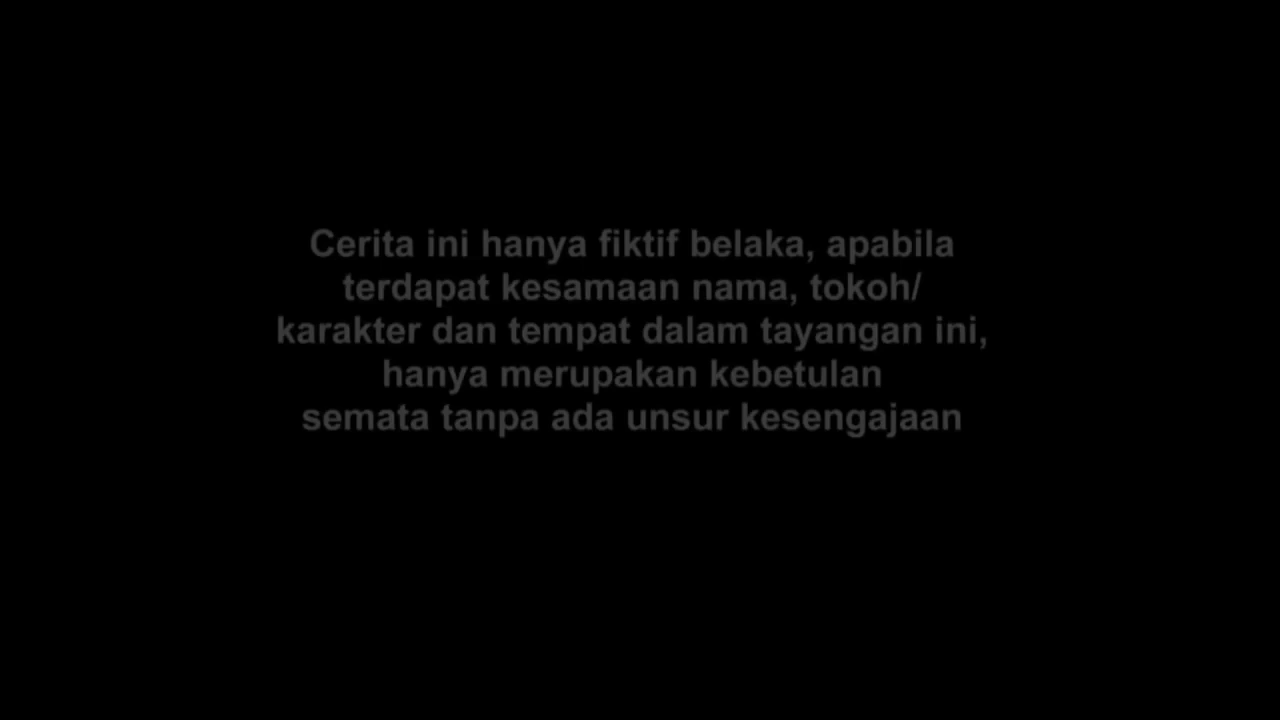 Cerita ini hanya fiktif belaka, apabila
terdapat kesamaan nama, tokoh/
karakter dan tempat dalam tayangan ini,
hanya merupakan kebetulan
semata tanpa ada unsur kesengajaan